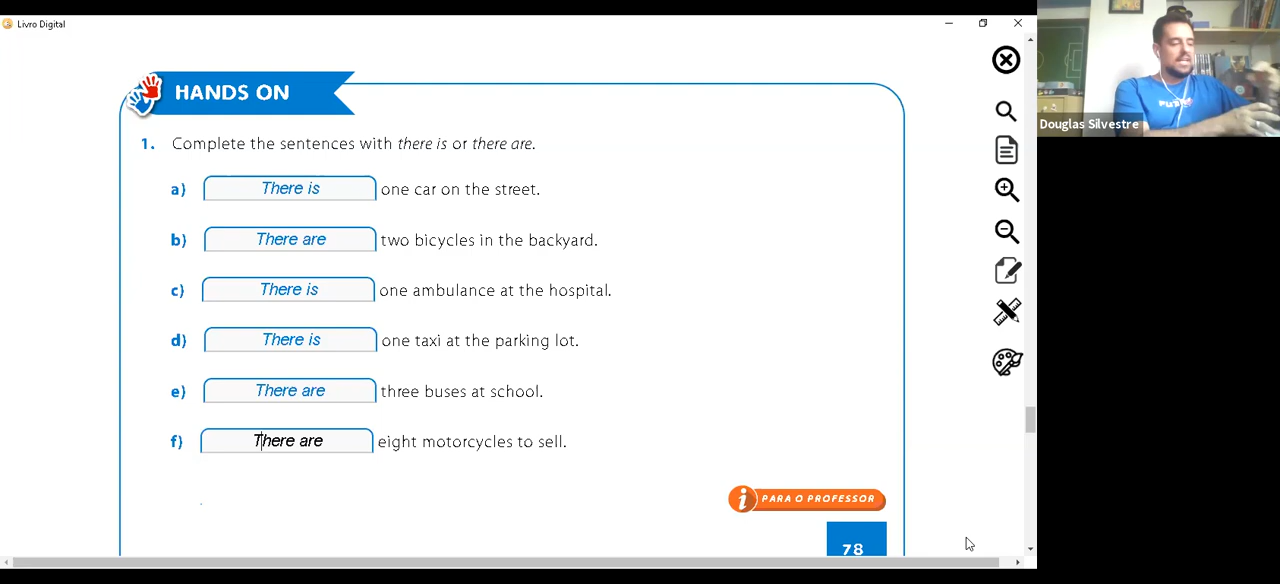 Livro Digital
Douglas Silvestre
HANDS ON
1. Complete the sentences with there is or there are.
a) There is one car on the street.
b) There are two bicycles in the backyard.
c) There is one ambulance at the hospital.
d) There is one taxi at the parking lot.
e) There are three buses at school.
f) There are eight motorcycles to sell.
i PARA O PROFESSOR
78